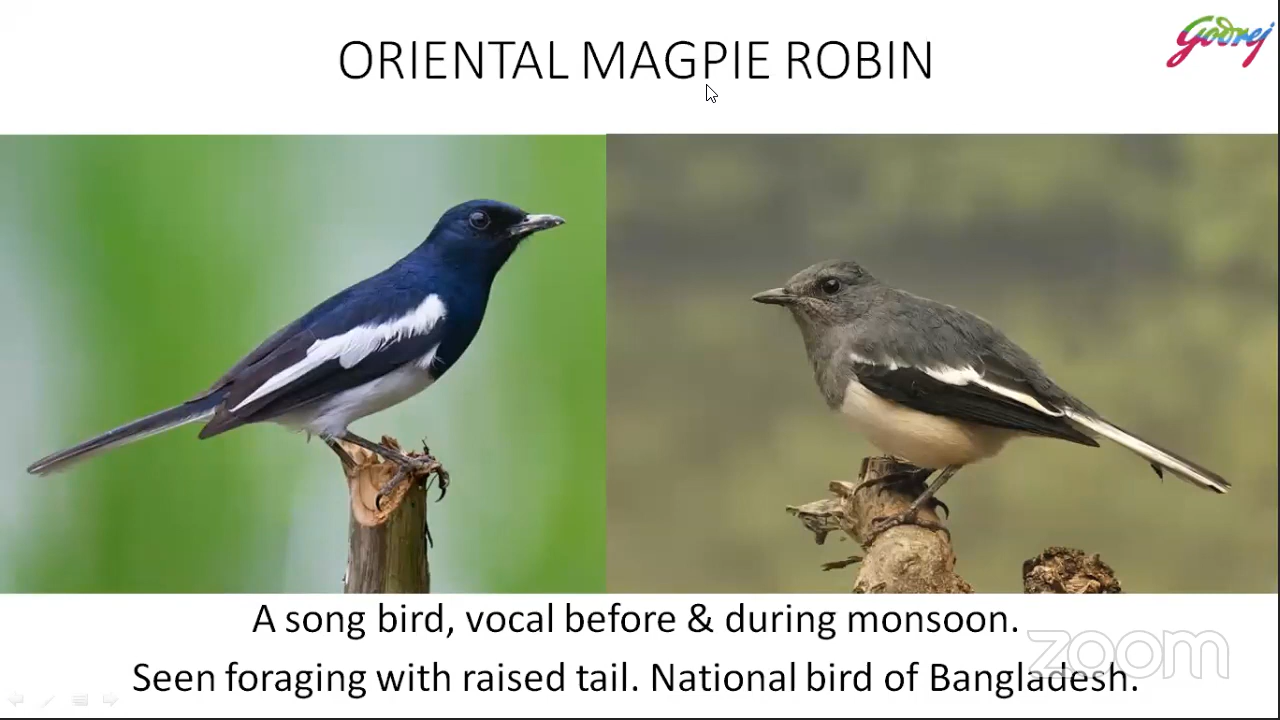 ORIENTAL MAGPIE ROBIN
Godrej
A song bird, vocal before & during monsoon.
Seen foraging with raised tail. National bird of Bangladesh.
zoom